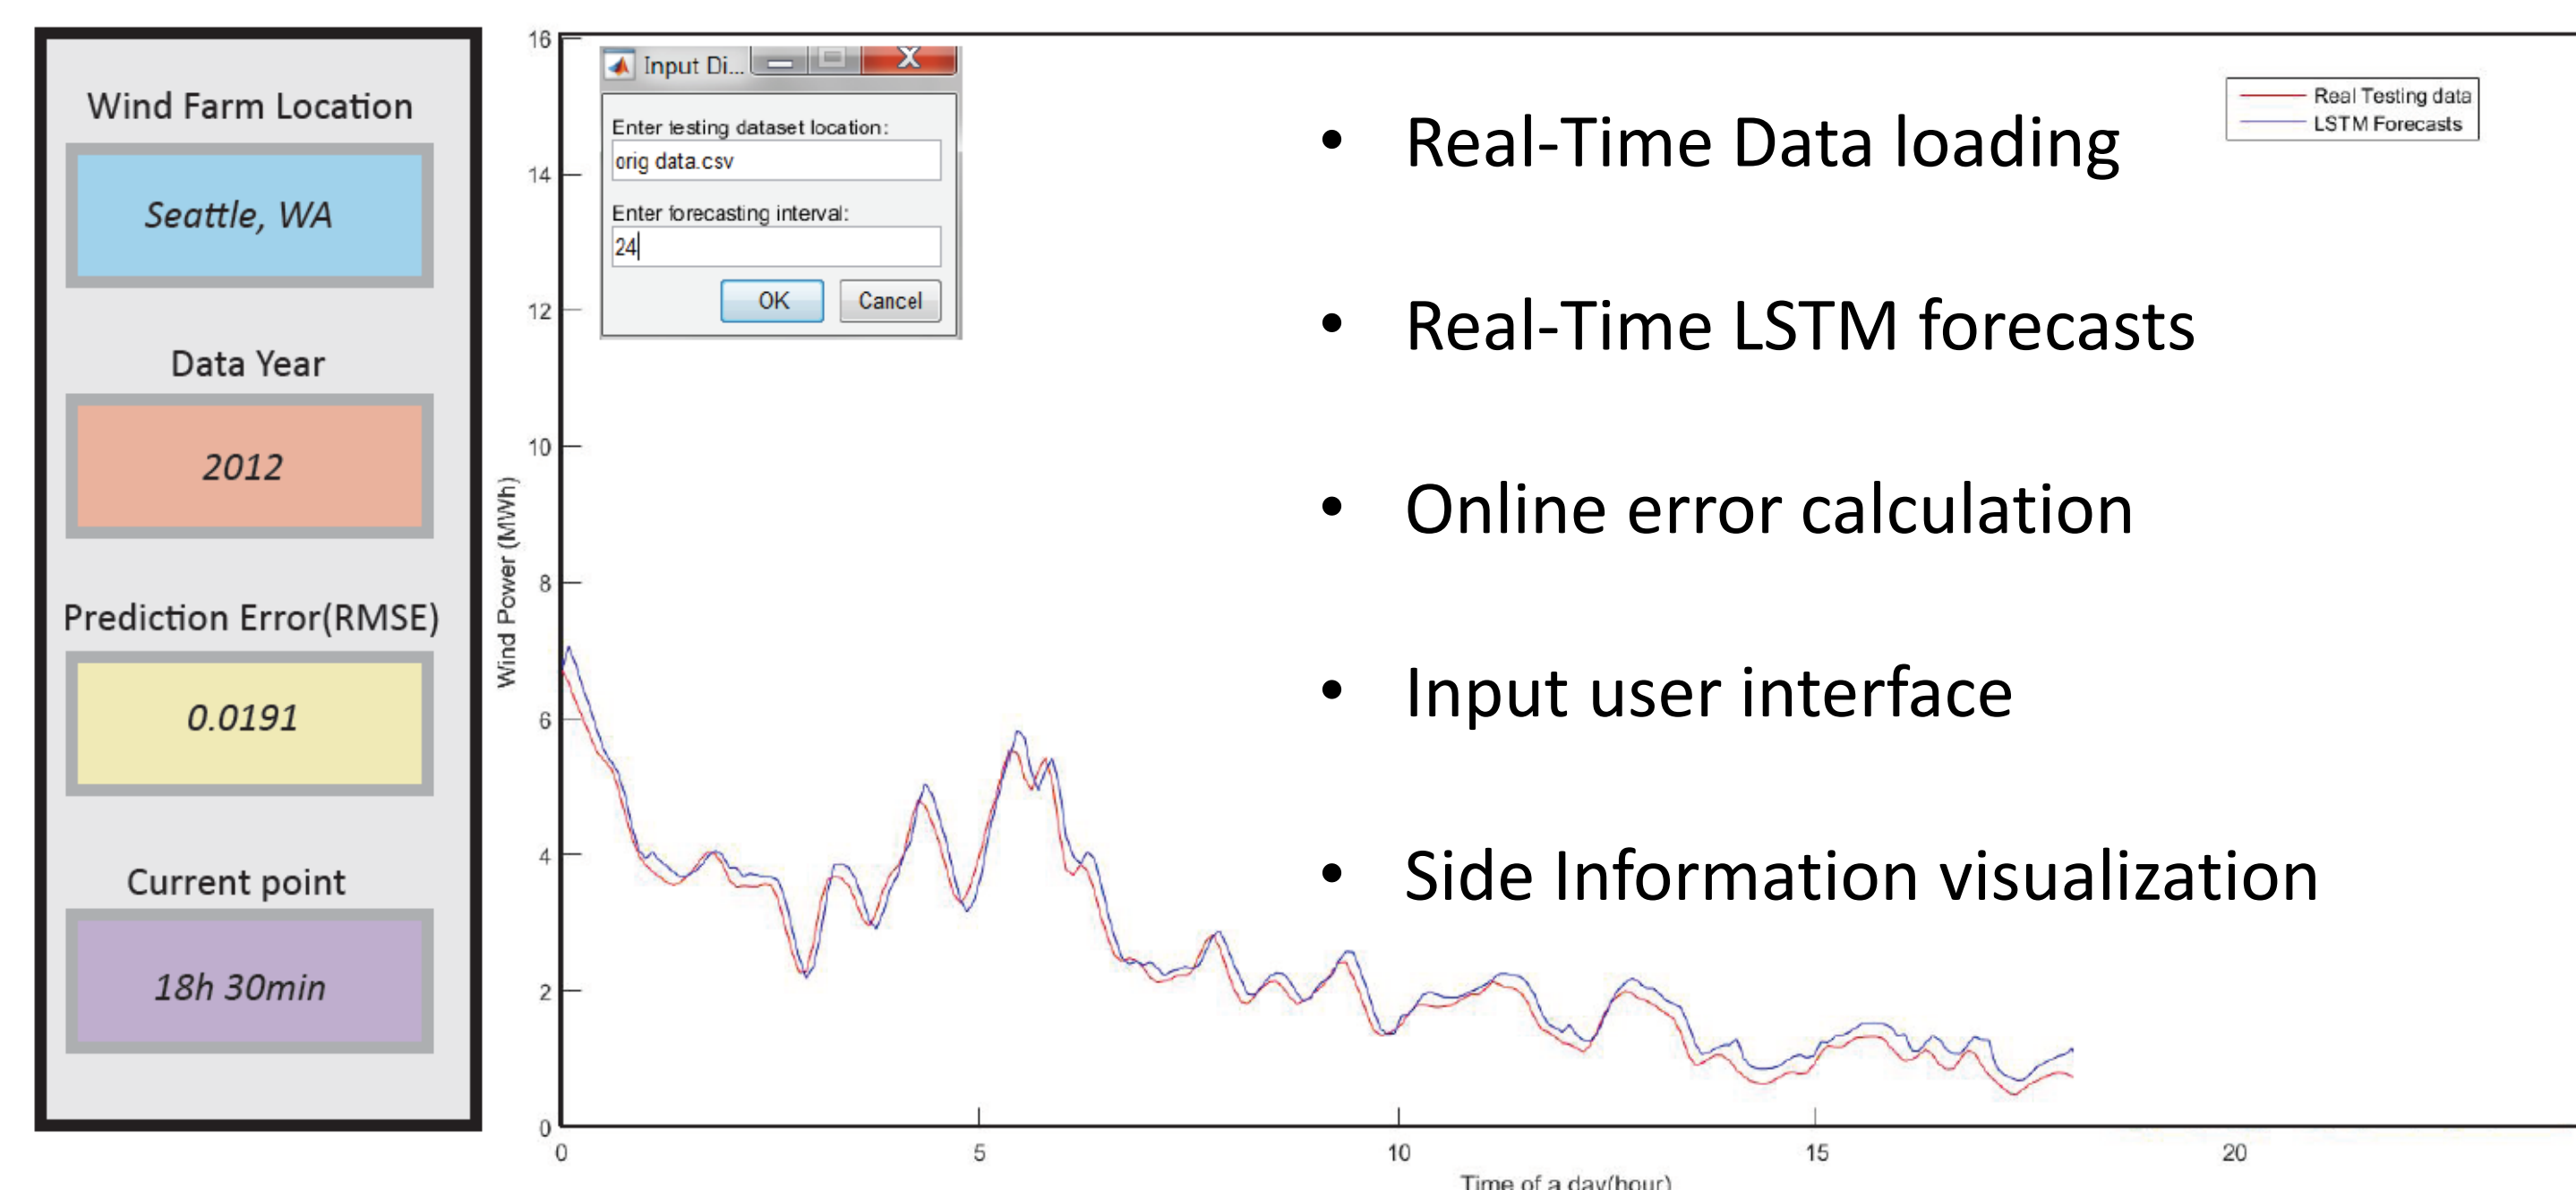 Wind Farm Location
Seattle, WA
Data Year
2012
Prediction Error(RMSE)
0.0191
Current point
18h 30min
Input Di...
X
Enter testing dataset location:
orig data.csv
Enter forecasting interval:
24
OK
Cancel
• Real-Time Data loading
• Real-Time LSTM forecasts
• Online error calculation
• Input user interface
• Side Information visualization
Real Testing data
LSTM Forecasts
Wind Power (MWh)
16
14
12
10
8
6
4
2
0
0 5 10 15 20
Time of a day(hour)